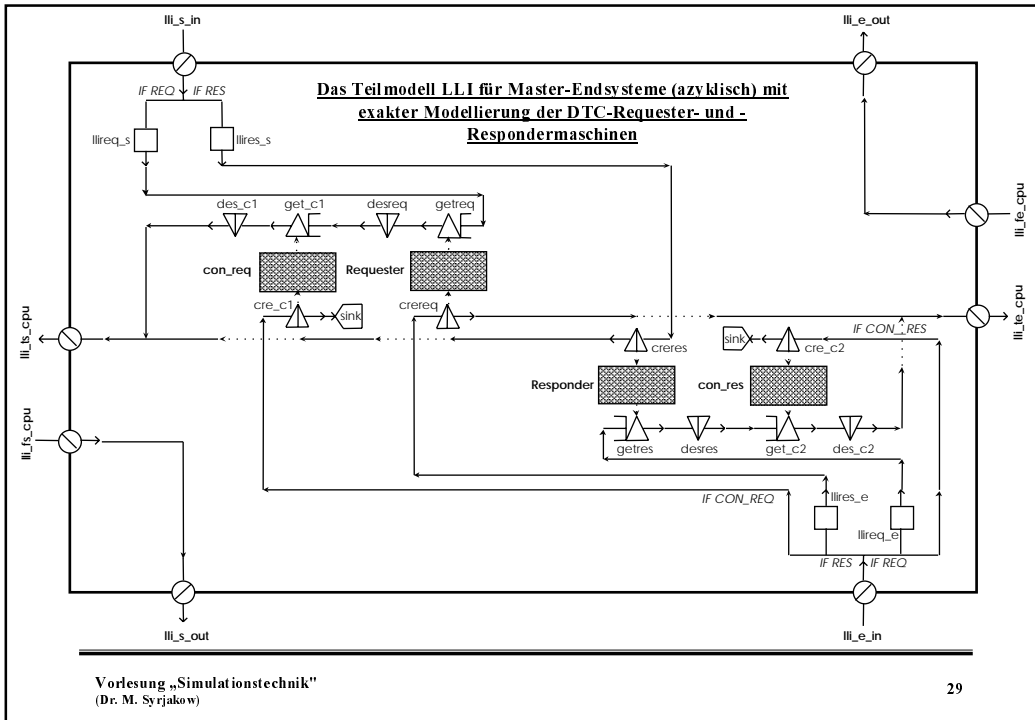 lli_s_in
lli_e_out
IF REQ
IF RES
Das Teilmodell LLI für Master-Endsysteme (azyklisch) mit
exakter Modellierung der DTC-Requester- und -
Respondermaschinen
llireq_s
llires_s
des_c1
get_c1
desreq
getreq
lli_fe_cpu
con_req
Requester
cre_c1
sink
crereq
lli_ts_cpu
lli_te_cpu
IF CON_RES
creres
sink
cre_c2
Responder
con_res
lli_fs_cpu
getres
desres
get_c2
des_c2
IF CON_REQ
llires_e
llireq_e
IF RES
IF REQ
lli_s_out
lli_e_in
Vorlesung „Simulationstechnik"
(Dr. M. Syrjakow)
29